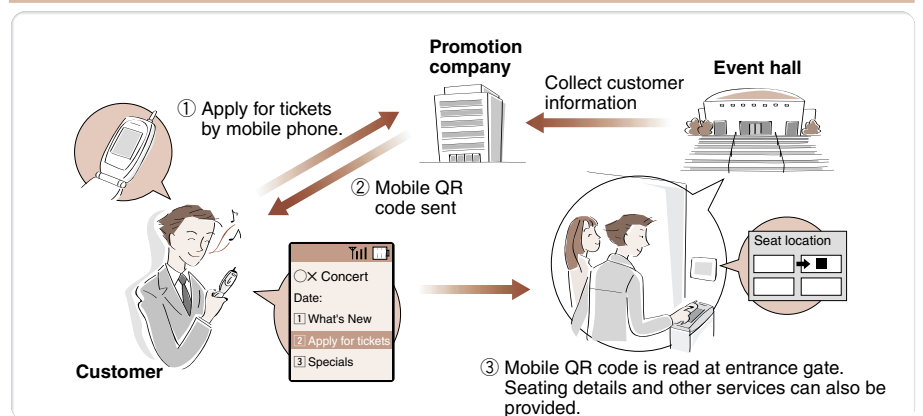 Promotion
company
Event hall
Collect customer
information
① Apply for tickets
by mobile phone.
② Mobile QR
code sent
○× Concert
Date:
1 What's New
2 Apply for tickets
3 Specials
Seat location
Customer
③ Mobile QR code is read at entrance gate.
Seating details and other services can also be
provided.